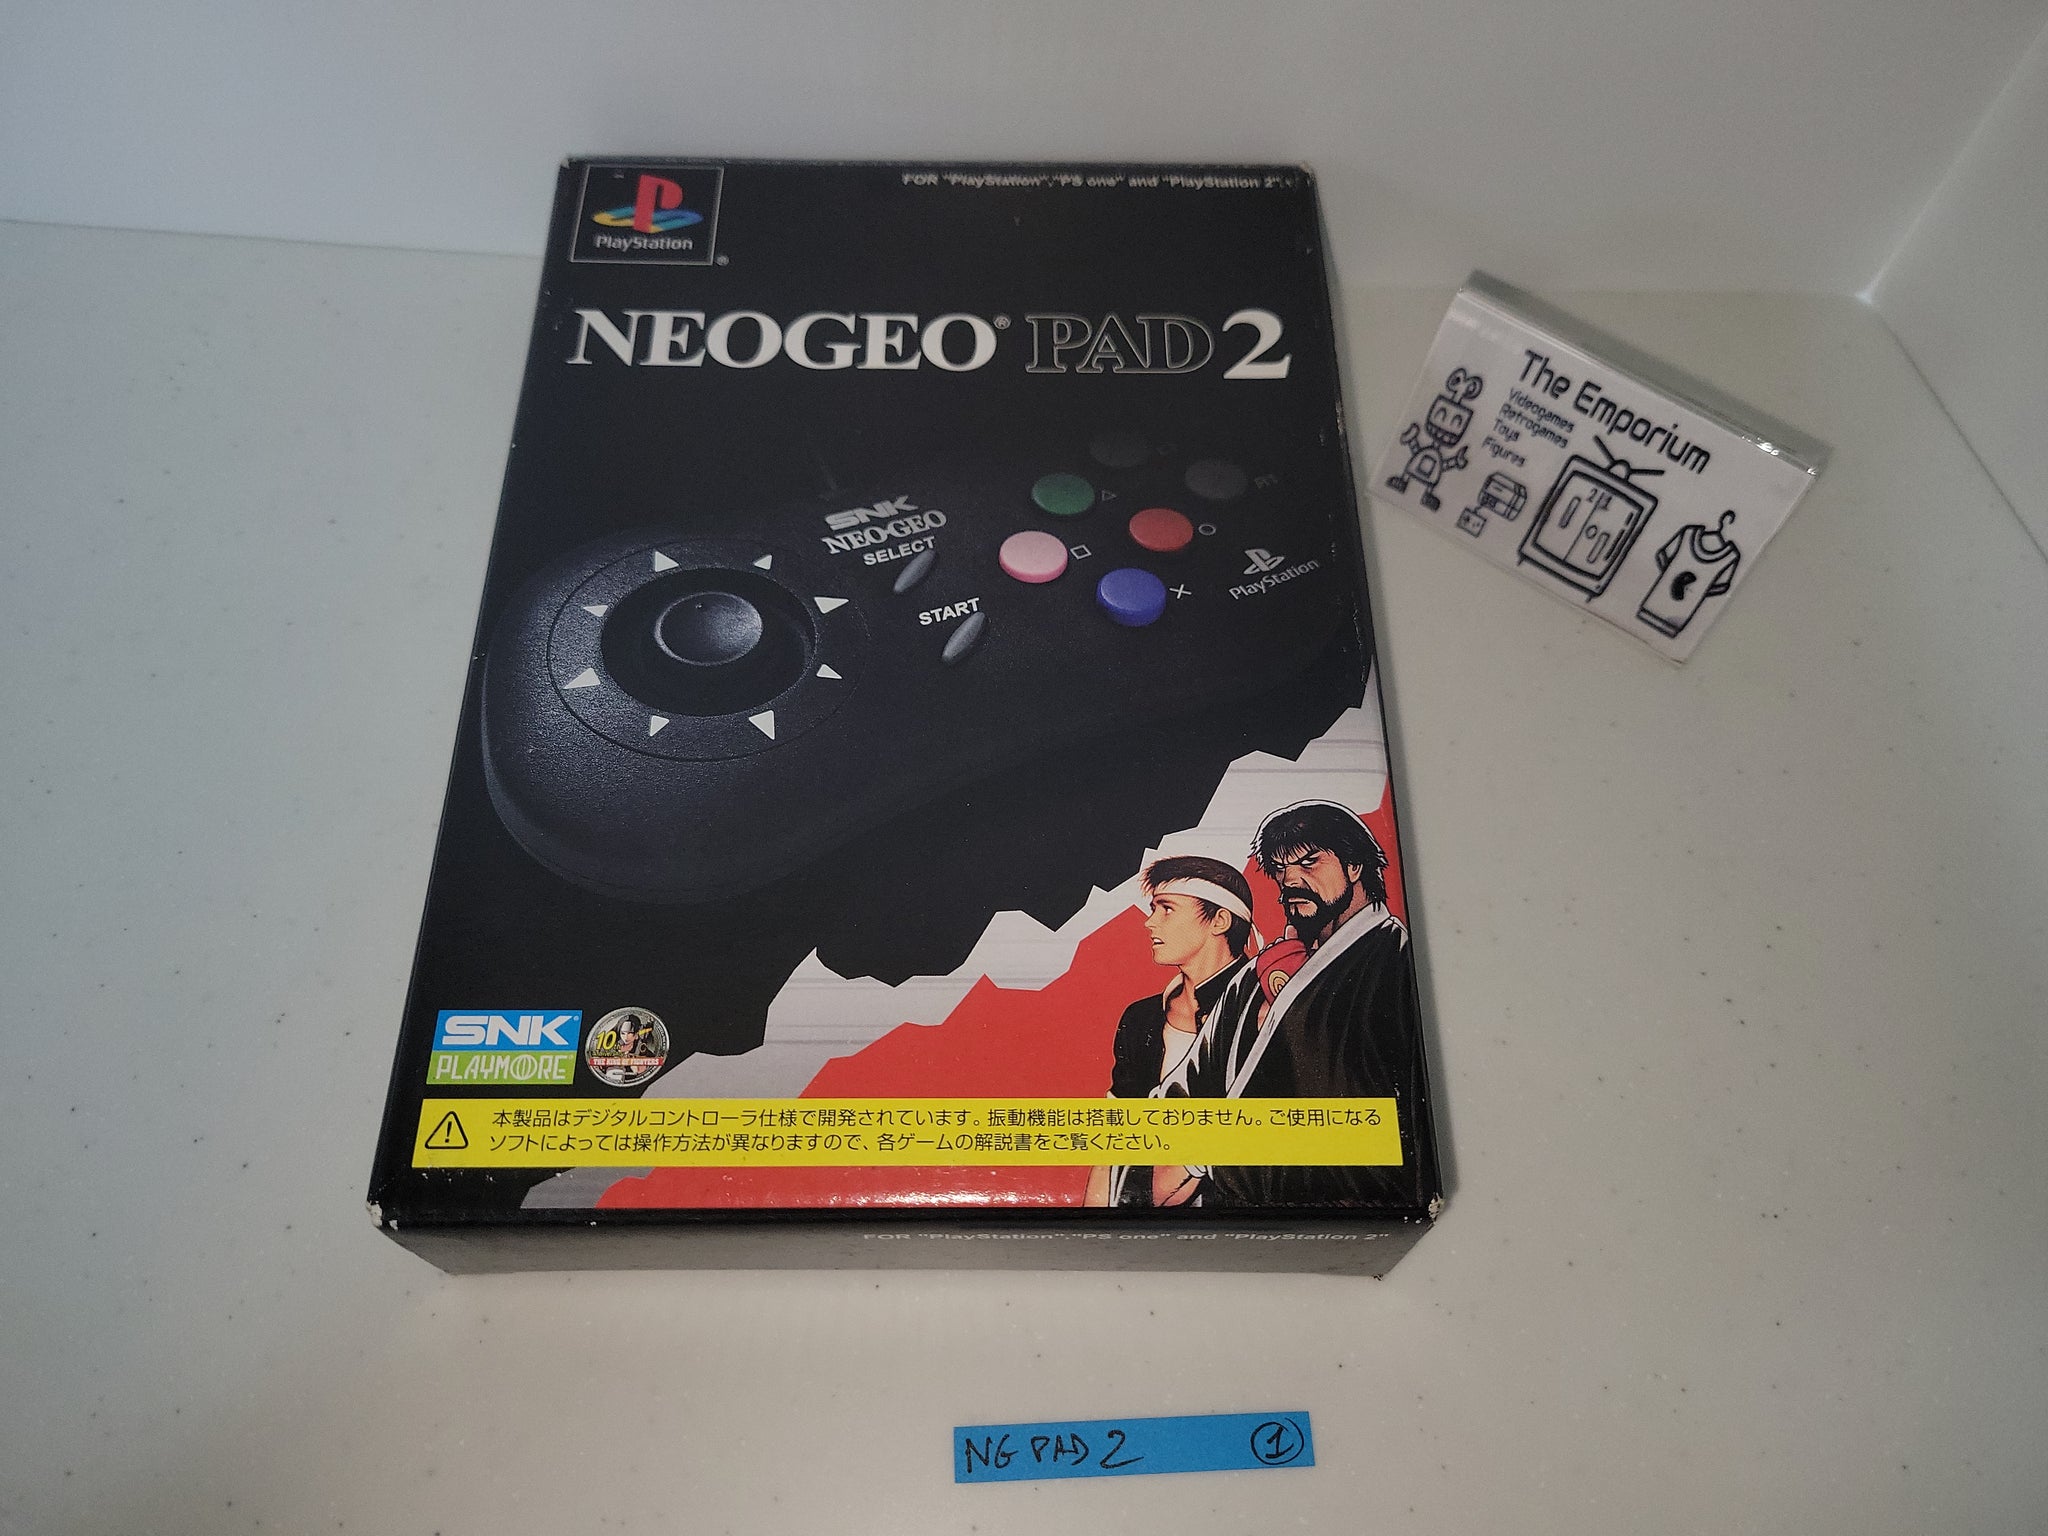 FOR "PlayStation","PS one" and "PlayStation 2".
PlayStation®
NEOGEO® PAD 2
SNK
NEO·GEO
SELECT
START
△
R1
□
○
×
PlayStation
SNK®
PLAYMORE®
10th
THE KING OF FIGHTERS
本製品はデジタルコントローラ仕様で開発されています。振動機能は搭載しておりません。ご使用になる
ソフトによっては操作方法が異なりますので、各ゲームの解説書をご覧ください。
FOR "PlayStation","PS one" and "PlayStation 2"
The Emporium
Videogames
Retrogames
Toys
Figures
NG PAD 2 ①